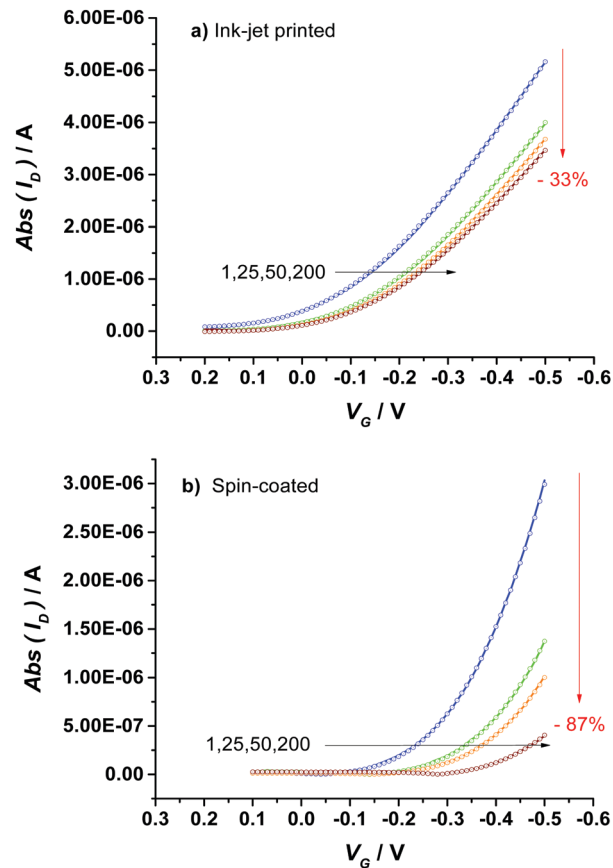 a) Ink-jet printed
6.00E-06
5.00E-06
4.00E-06
3.00E-06
2.00E-06
1.00E-06
0.00
Abs ( I_D ) / A
- 33%
1,25,50,200
0.3 0.2 0.1 0.0 -0.1 -0.2 -0.3 -0.4 -0.5 -0.6
V_G / V
b) Spin-coated
3.00E-06
2.50E-06
2.00E-06
1.50E-06
1.00E-06
5.00E-07
0.00
Abs ( I_D ) / A
- 87%
1,25,50,200
0.3 0.2 0.1 0.0 -0.1 -0.2 -0.3 -0.4 -0.5 -0.6
V_G / V